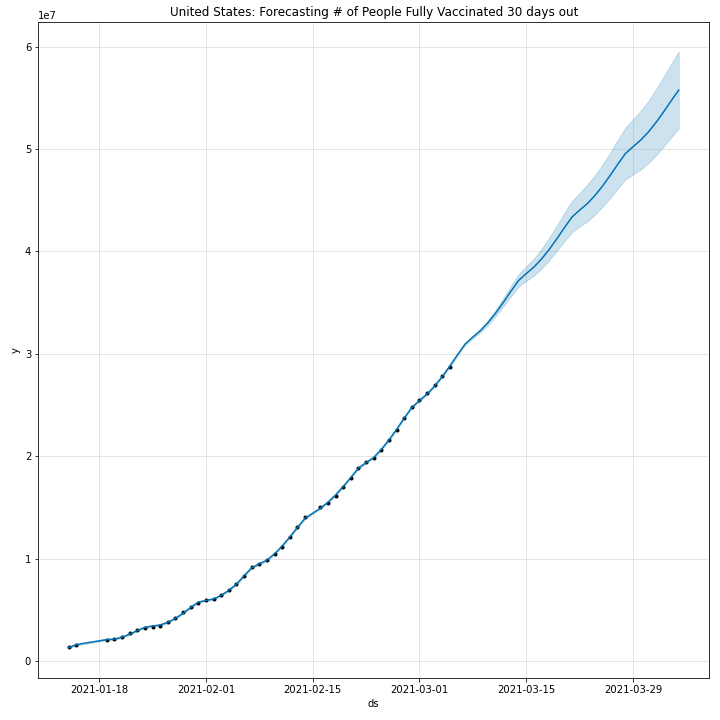 United States: Forecasting # of People Fully Vaccinated 30 days out
1e7
6
5
4
3
2
1
0
y
2021-01-18 2021-02-01 2021-02-15 2021-03-01 2021-03-15 2021-03-29
ds